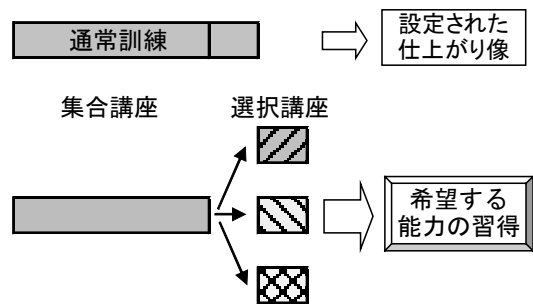 通常訓練
設定された
仕上がり像
集合講座
選択講座
希望する
能力の習得